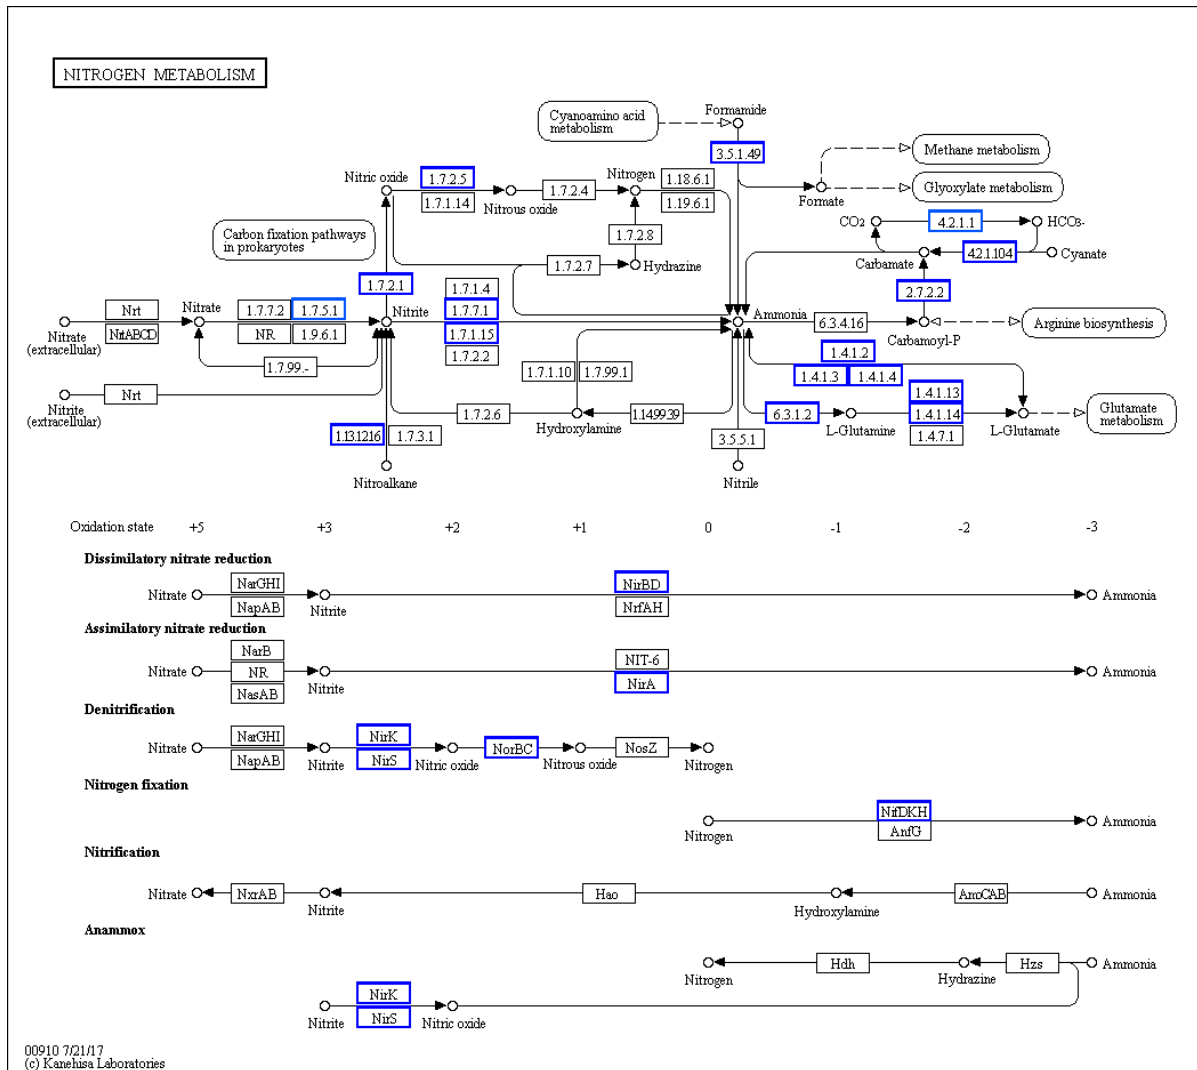 NITROGEN METABOLISM
Cyanoamino acid
metabolism
Formamide
3.5.1.49
Methane metabolism
Glyoxylate metabolism
Formate
Nitric oxide
1.7.2.5
1.7.1.14
Nitrous oxide
1.7.2.4
Nitrogen
1.18.6.1
1.19.6.1
1.7.2.8
1.7.2.7
Hydrazine
Carbon fixation pathways
in prokaryotes
CO2
4.2.1.1
HCO3-
Carbamate
4.2.1.104
Cyanate
2.7.2.2
1.7.2.1
Nrt
NrtABCD
Nitrate
(extracellular)
Nitrate
1.7.7.2
1.7.5.1
NR
1.9.6.1
Nitrite
1.7.1.4
1.7.7.1
1.7.1.15
1.7.2.2
Ammonia
6.3.4.16
Carbamoyl-P
Arginine biosynthesis
1.7.99.-
Nrt
Nitrite
(extracellular)
1.7.1.10
1.7.99.1
1.4.1.2
1.4.1.3
1.4.1.4
1.7.2.6
Hydroxylamine
1.14.99.39
6.3.1.2
L-Glutamine
1.4.1.13
1.4.1.14
1.4.7.1
L-Glutamate
Glutamate
metabolism
1.13.12.16
1.7.3.1
Nitroalkane
3.5.5.1
Nitrile
Oxidation state +5 +3 +2 +1 0 -1 -2 -3
Dissimilatory nitrate reduction
Nitrate
NarGHI
NapAB
Nitrite
NirBD
NrfAH
Ammonia
Assimilatory nitrate reduction
Nitrate
NarB
NR
NasAB
Nitrite
NIT-6
NirA
Ammonia
Denitrification
Nitrate
NarGHI
NapAB
Nitrite
NirK
NirS
Nitric oxide
NorBC
Nitrous oxide
NosZ
Nitrogen
Nitrogen fixation
Nitrogen
NifDKH
AnfG
Ammonia
Nitrification
Nitrate
NxrAB
Nitrite
Hao
Hydroxylamine
AmoCAB
Ammonia
Anammox
Nitrogen
Hdh
Hydrazine
Hzs
Ammonia
Nitrite
NirK
NirS
Nitric oxide
00910 7/21/17
(c) Kanehisa Laboratories